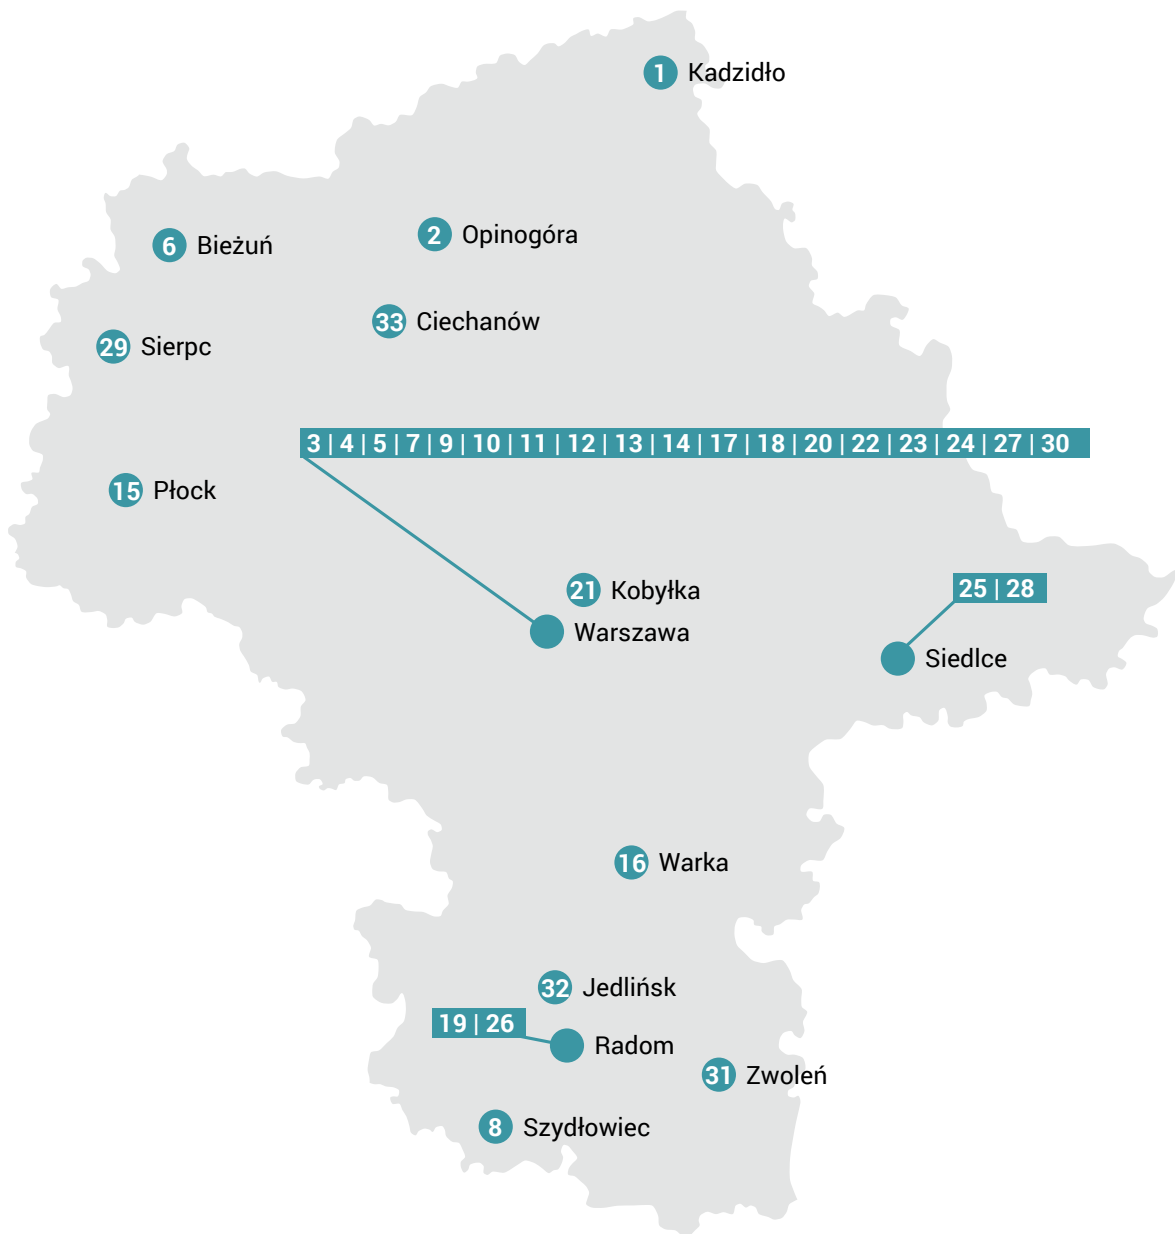 1 Kadzidło
2 Opinogóra
6 Bieżuń
33 Ciechanów
29 Sierpc
3 | 4 | 5 | 7 | 9 | 10 | 11 | 12 | 13 | 14 | 17 | 18 | 20 | 22 | 23 | 24 | 27 | 30
15 Płock
21 Kobyłka
25 | 28
Warszawa
Siedlce
16 Warka
32 Jedlińsk
19 | 26
Radom
31 Zwoleń
8 Szydłowiec